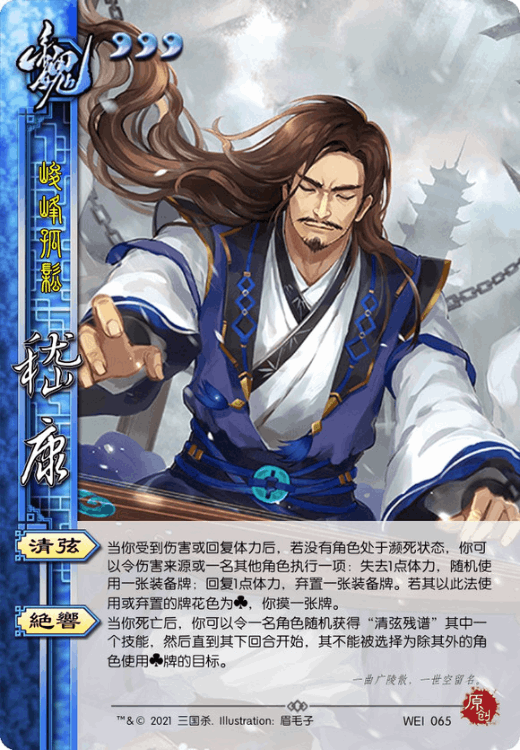 魏
峻峰孤松
嵇康
清弦
当你受到伤害或回复体力后，若没有角色处于濒死状态，你可
以令伤害来源或一名其他角色执行一项：失去1点体力，随机使
用一张装备牌；回复1点体力，弃置一张装备牌。若其以此法使
用或弃置的牌花色为♣，你摸一张牌。
絕響
当你死亡后，你可以令一名角色随机获得“清弦残谱”其中一
个技能，然后直到其下回合开始，其不能被选择为除其外的角
色使用♣牌的目标。
一曲广陵散，一世空留名。
™&© 2021 三国杀. Illustration: 眉毛子
WEI 065
原创